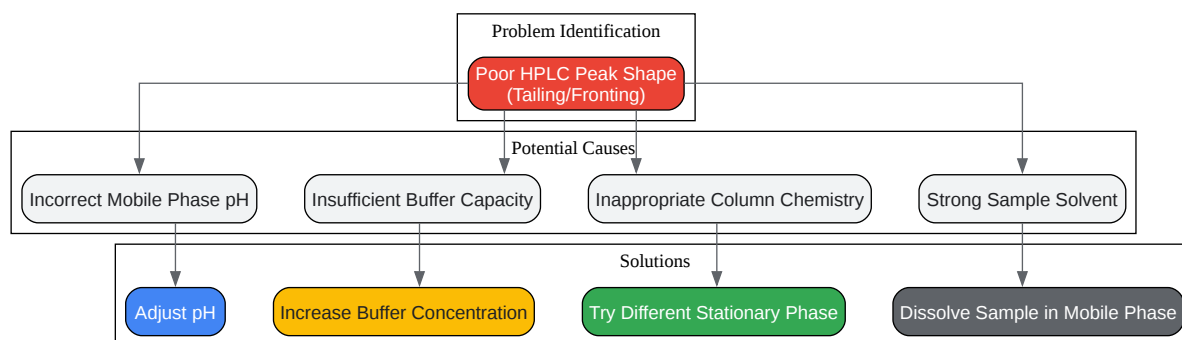 Problem Identification
Poor HPLC Peak Shape
(Tailing/Fronting)
Potential Causes
Incorrect Mobile Phase pH
Insufficient Buffer Capacity
Inappropriate Column Chemistry
Strong Sample Solvent
Solutions
Adjust pH
Increase Buffer Concentration
Try Different Stationary Phase
Dissolve Sample in Mobile Phase